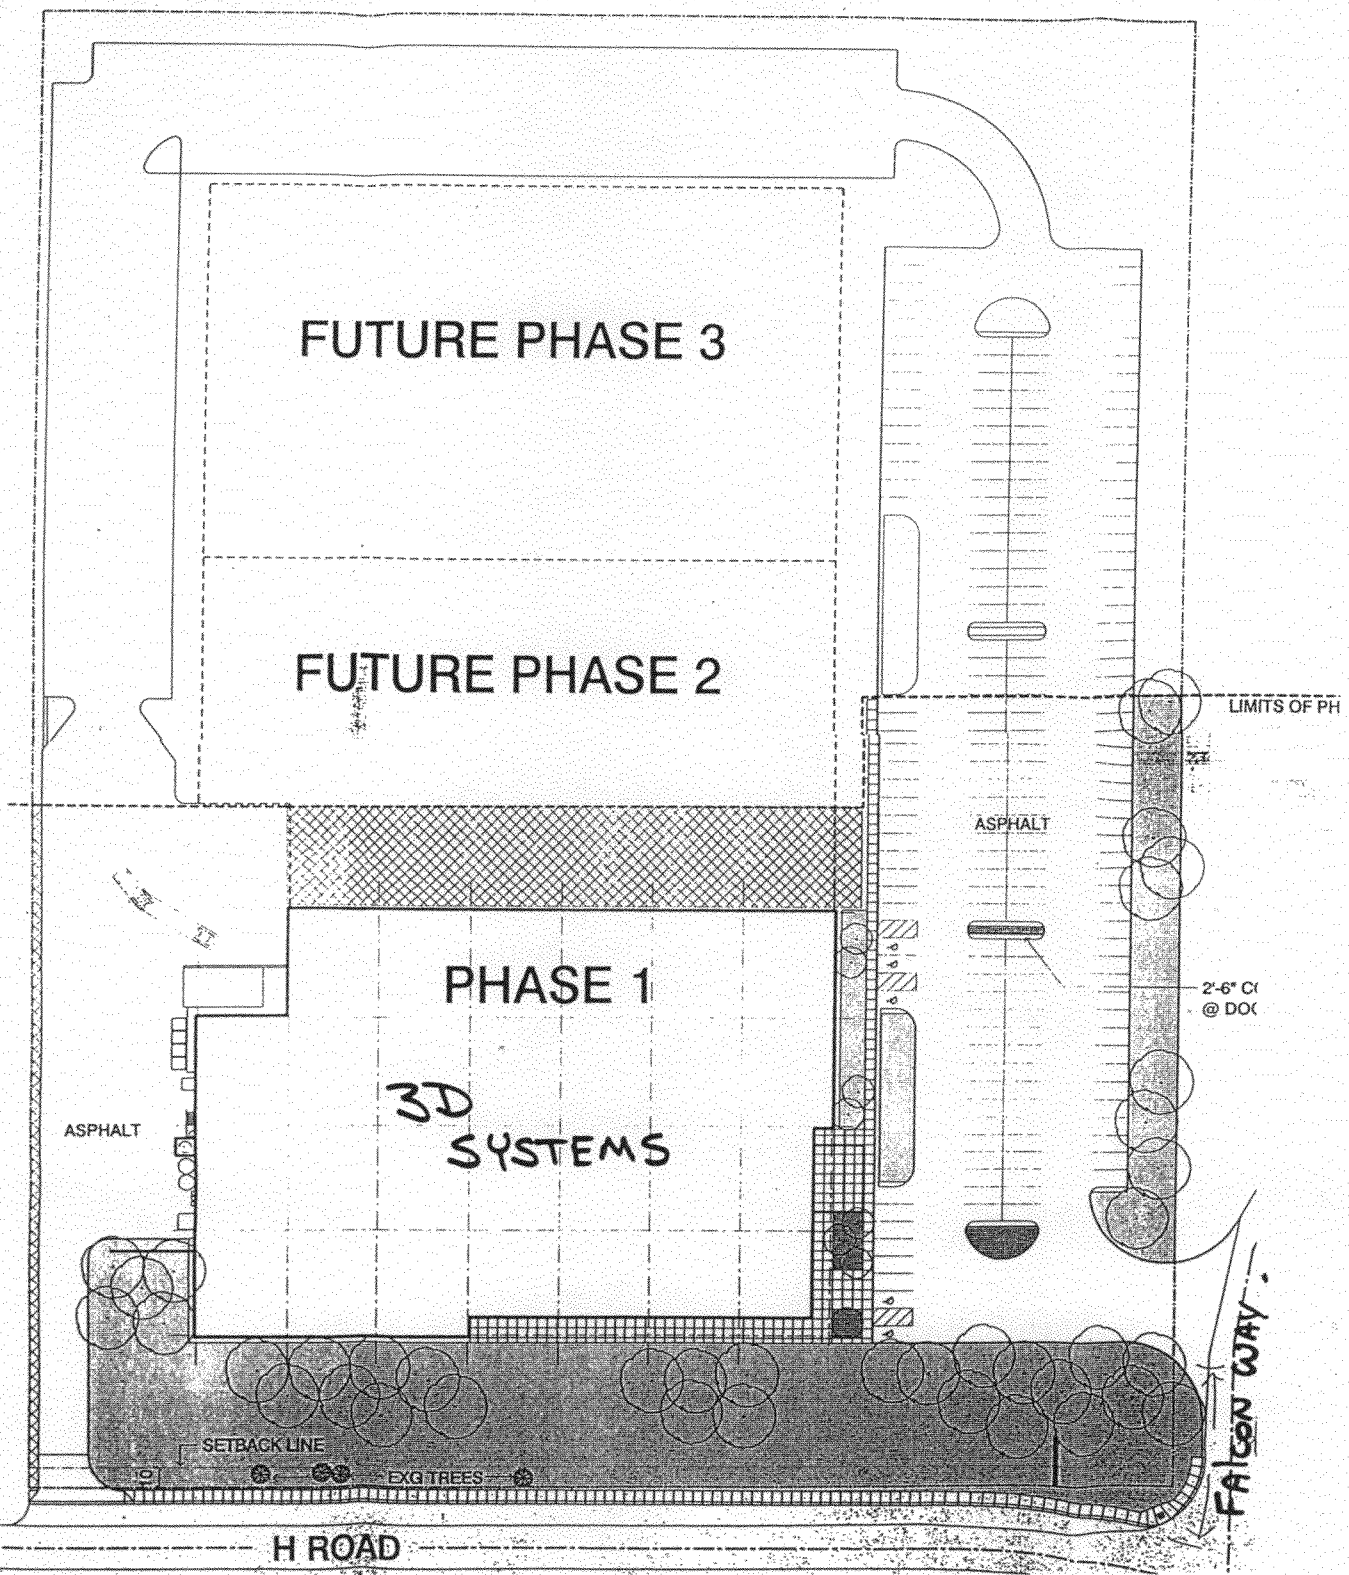 FUTURE PHASE 3
FUTURE PHASE 2
LIMITS OF PH
ASPHALT
PHASE 1
2'-6" C
@ DO
3D
SYSTEMS
ASPHALT
FALCON WAY.
SETBACK LINE
10
EXG TREES
H ROAD